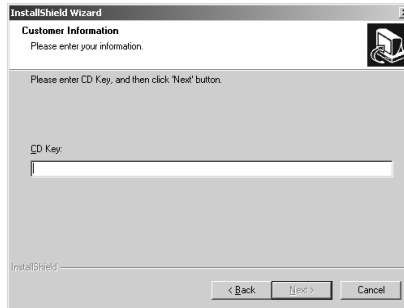 InstallShield Wizard
Customer Information
Please enter your information.
Please enter CD Key, and then click 'Next' button.
CD Key:
InstallShield
< Back Next > Cancel